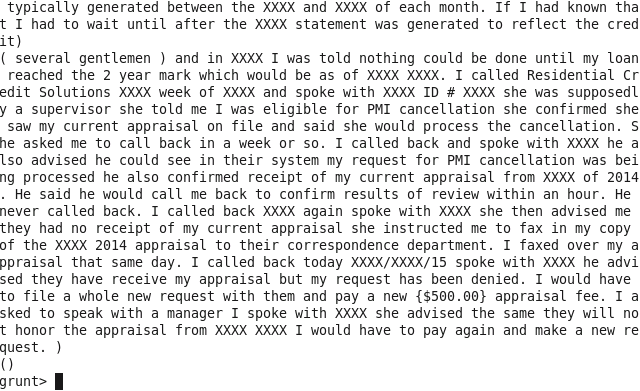 typically generated between the XXXX and XXXX of each month. If I had known tha
t I had to wait until after the XXXX statement was generated to reflect the cred
it)
( several gentlemen ) and in XXXX I was told nothing could be done until my loan
reached the 2 year mark which would be as of XXXX XXXX. I called Residential Cr
edit Solutions XXXX week of XXXX and spoke with XXXX ID # XXXX she was supposedl
y a supervisor she told me I was eligible for PMI cancellation she confirmed she
saw my current appraisal on file and said she would process the cancellation. S
he asked me to call back in a week or so. I called back and spoke with XXXX he a
lso advised he could see in their system my request for PMI cancellation was bei
ng processed he also confirmed receipt of my current appraisal from XXXX of 2014
. He said he would call me back to confirm results of review within an hour. He
never called back. I called back XXXX again spoke with XXXX she then advised me
they had no receipt of my current appraisal she instructed me to fax in my copy
of the XXXX 2014 appraisal to their correspondence department. I faxed over my a
ppraisal that same day. I called back today XXXX/XXXX/15 spoke with XXXX he advi
sed they have receive my appraisal but my request has been denied. I would have
to file a whole new request with them and pay a new {$500.00} appraisal fee. I a
sked to speak with a manager I spoke with XXXX she advised the same they will no
t honor the appraisal from XXXX XXXX I would have to pay again and make a new re
quest. )
()
grunt>